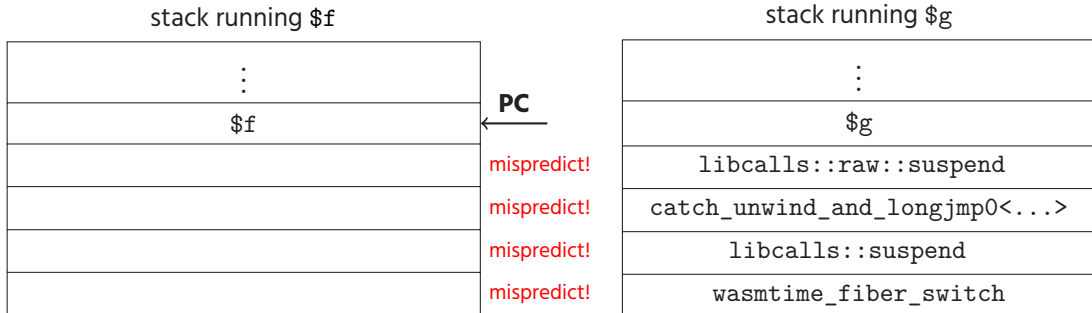 stack running $f
stack running $g
⋮
⋮
PC
$f
$g
mispredict!
libcalls::raw::suspend
mispredict!
catch_unwind_and_longjmp0<...>
mispredict!
libcalls::suspend
mispredict!
wasmtime_fiber_switch